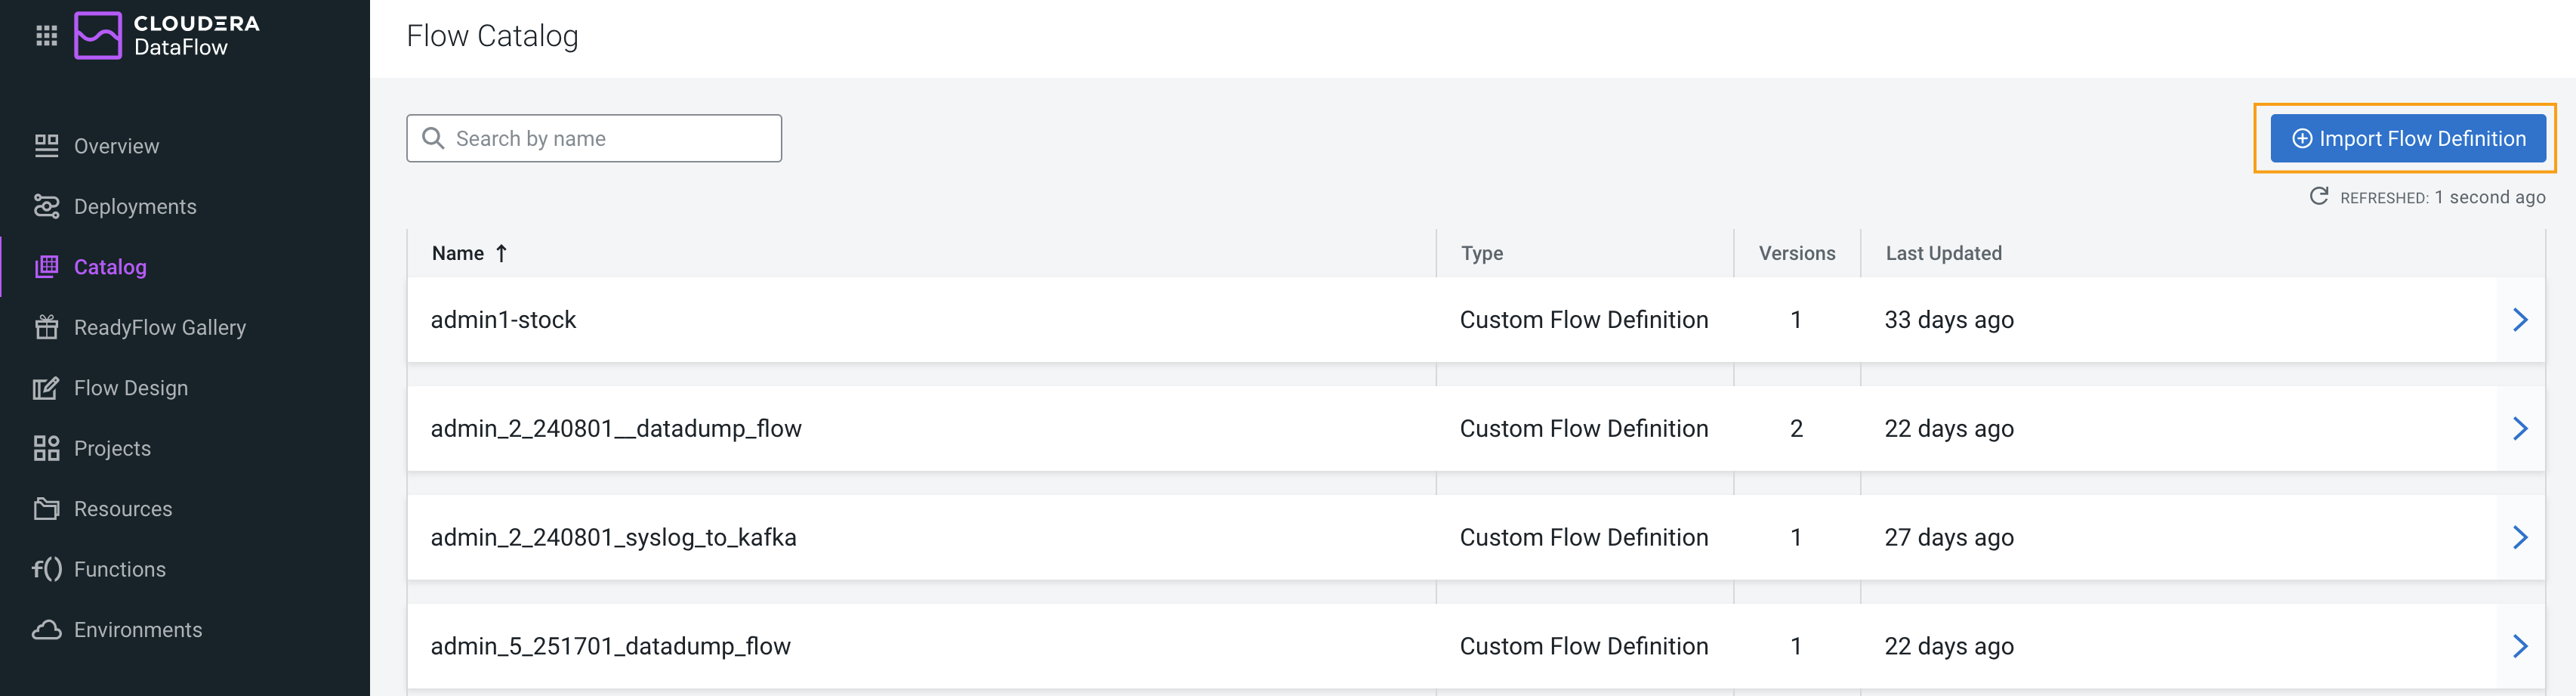 CLOUDERA
DataFlow
Overview
Deployments
Catalog
ReadyFlow Gallery
Flow Design
Projects
Resources
f() Functions
Environments
Flow Catalog
Search by name
Import Flow Definition
REFRESHED: 1 second ago
Name ↑ Type Versions Last Updated
admin1-stock Custom Flow Definition 1 33 days ago
admin_2_240801__datadump_flow Custom Flow Definition 2 22 days ago
admin_2_240801_syslog_to_kafka Custom Flow Definition 1 27 days ago
admin_5_251701_datadump_flow Custom Flow Definition 1 22 days ago